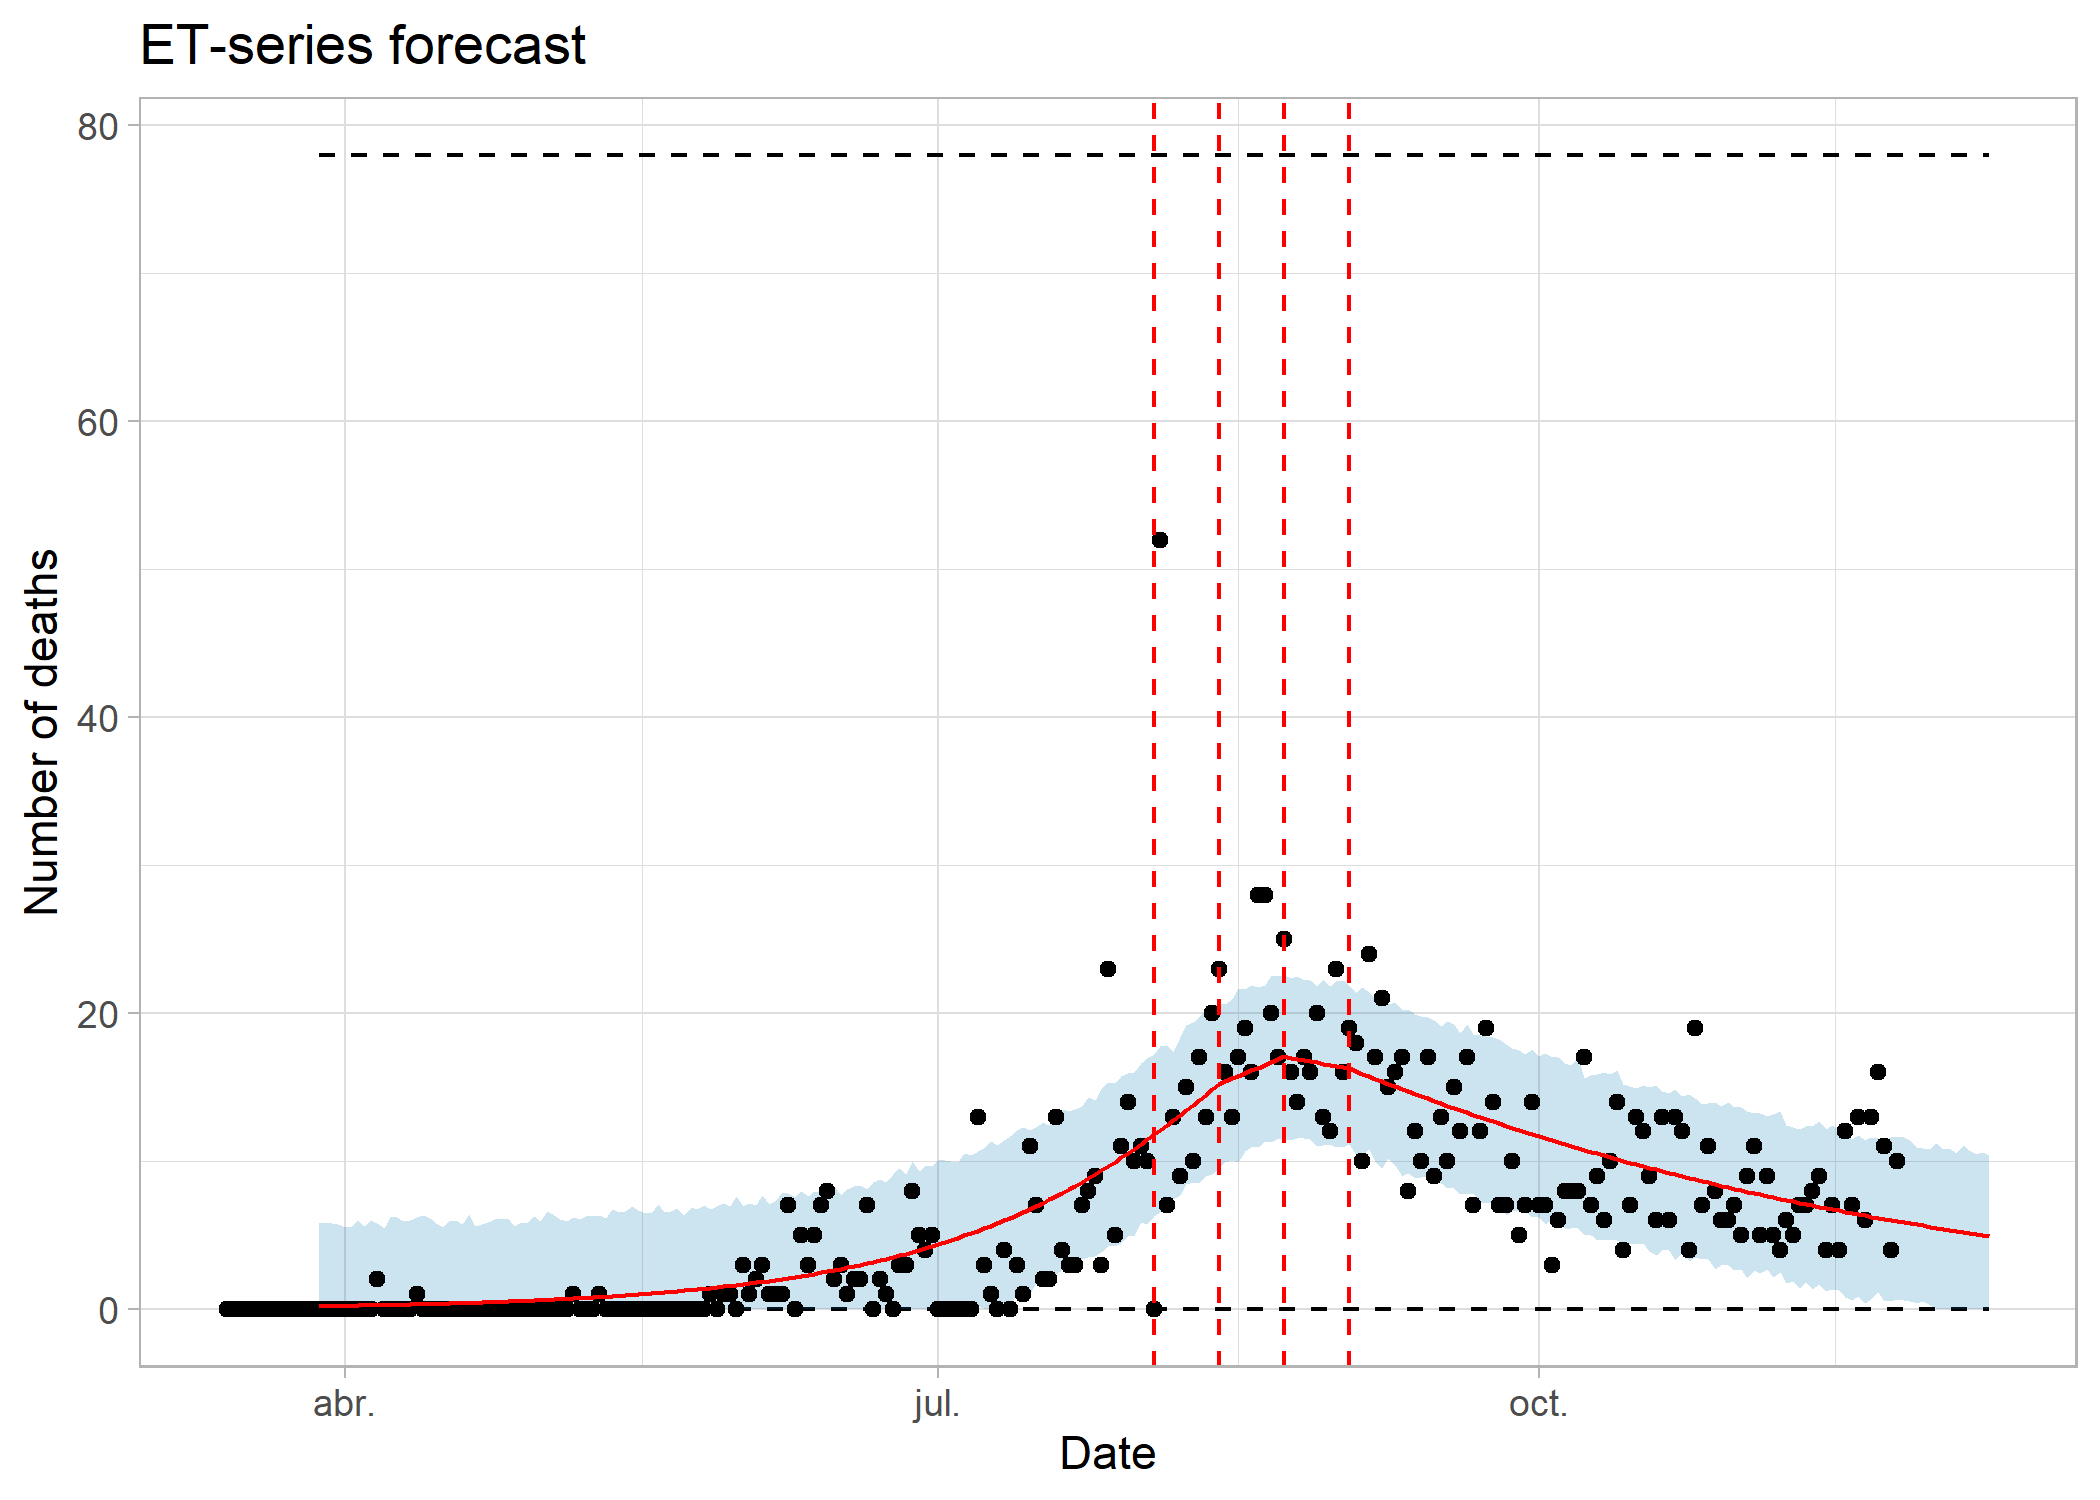 ET-series forecast
80
60
40
20
0
Number of deaths
abr.
jul.
oct.
Date